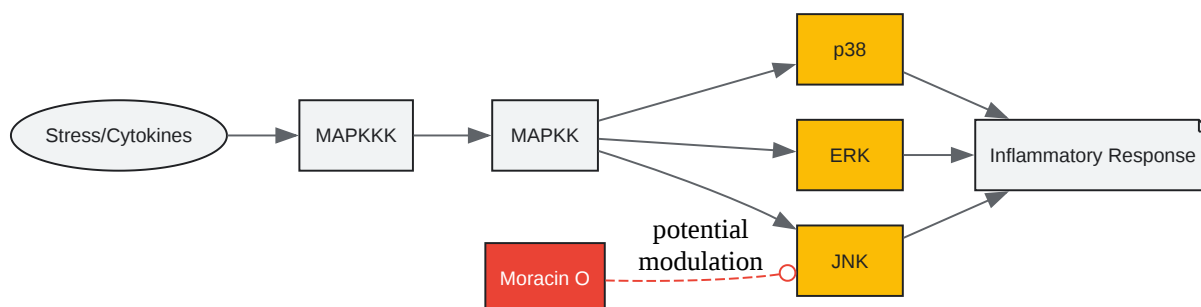 p38
Stress/Cytokines
MAPKKK
MAPKK
ERK
Inflammatory Response
potential
modulation
JNK
Moracin O